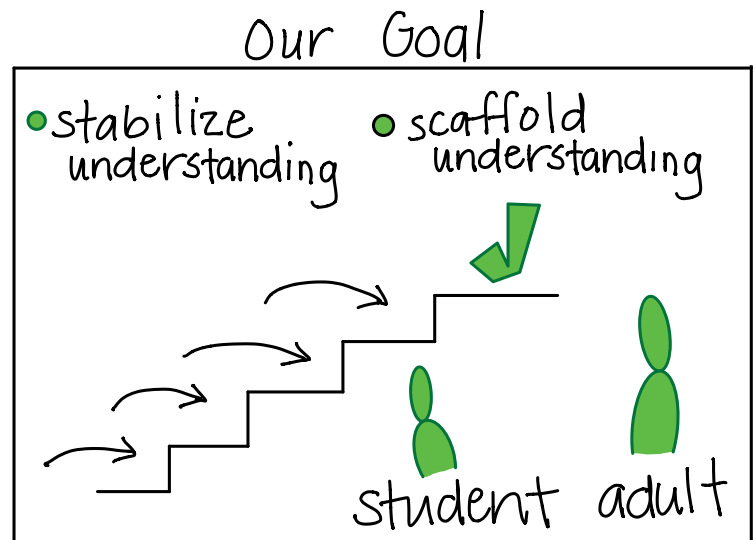 Our Goal
stabilize
understanding
scaffold
understanding
student
adult